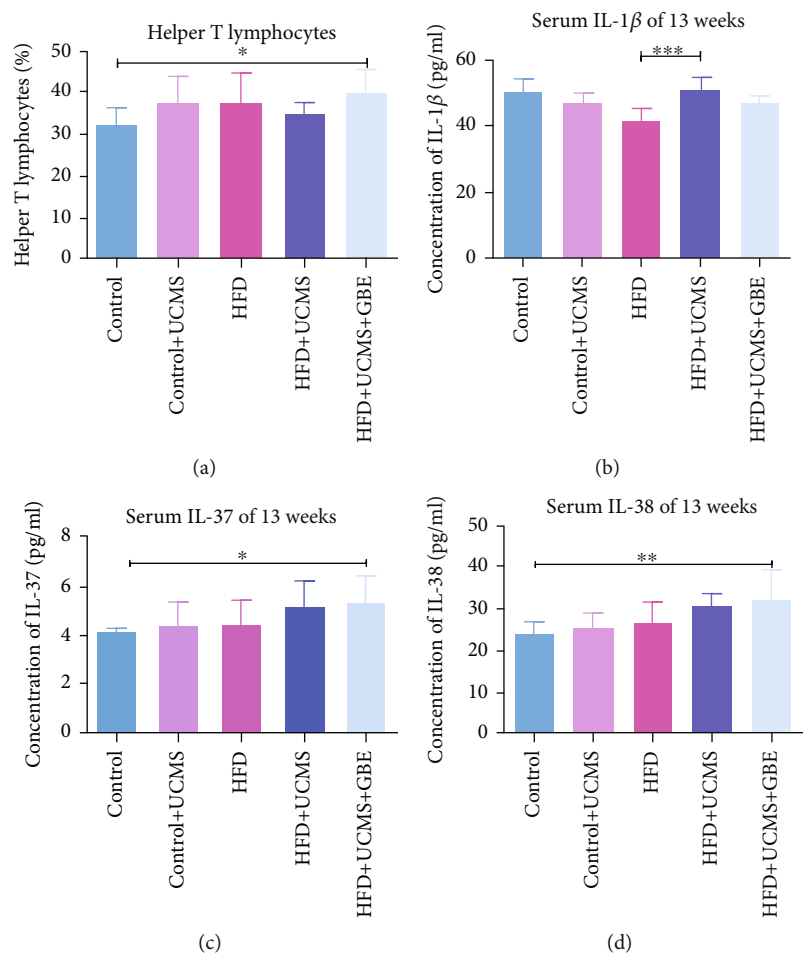 Helper T lymphocytes
*
Helper T lymphocytes (%)
50
40
30
20
10
0
Control
Control+UCMS
HFD
HFD+UCMS
HFD+UCMS+GBE
(a)
Serum IL-1β of 13 weeks
***
Concentration of IL-1β (pg/ml)
60
40
20
0
Control
Control+UCMS
HFD
HFD+UCMS
HFD+UCMS+GBE
(b)
Serum IL-37 of 13 weeks
*
Concentration of IL-37 (pg/ml)
8
6
4
2
0
Control
Control+UCMS
HFD
HFD+UCMS
HFD+UCMS+GBE
(c)
Serum IL-38 of 13 weeks
**
Concentration of IL-38 (pg/ml)
50
40
30
20
10
0
Control
Control+UCMS
HFD
HFD+UCMS
HFD+UCMS+GBE
(d)